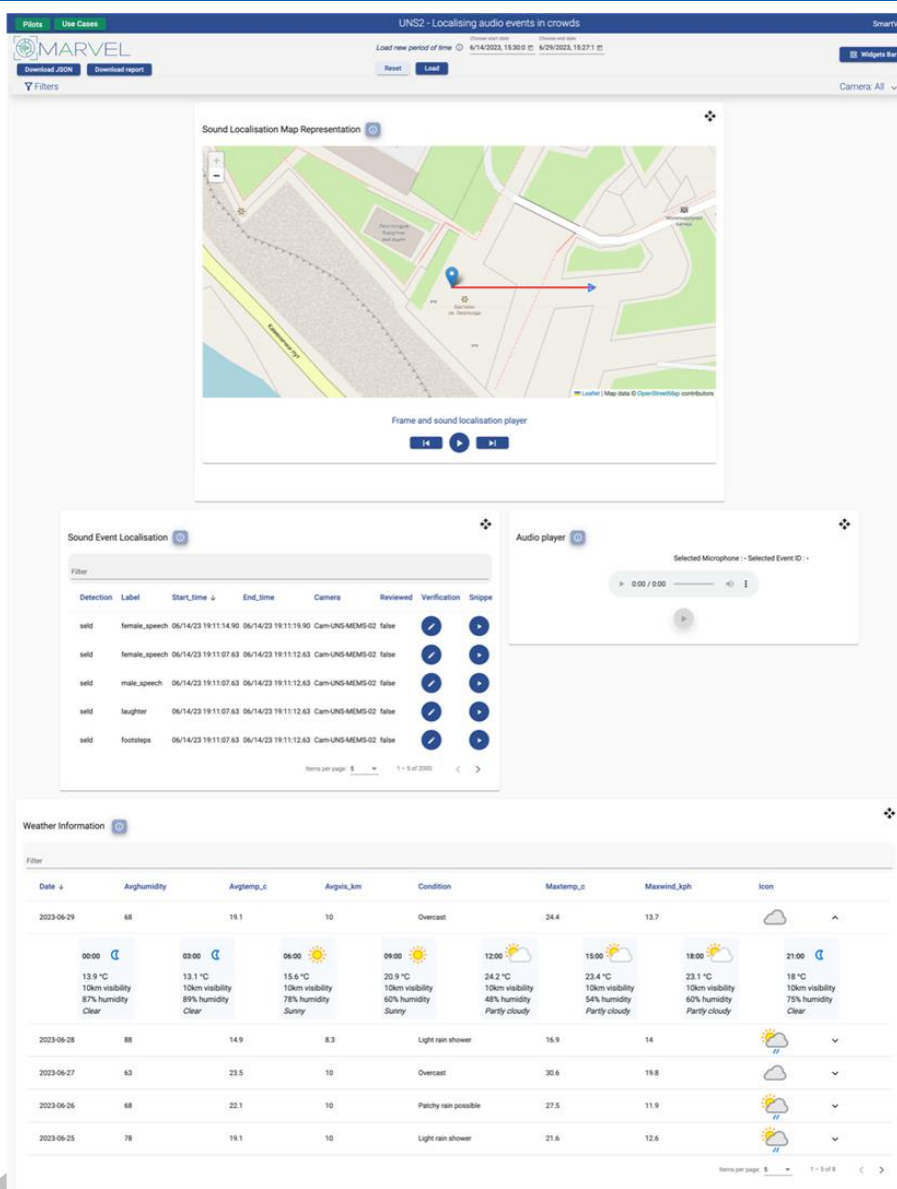 Pilots Use Cases UNS2 - Localising audio events in crowds
MARVEL
Load new period of time Choose start date Choose end date
6/14/2023, 15:30:0 6/29/2023, 15:27:1
Widgets Bar
Download JSON Download report Reset Load
Filters Camera: All
Sound Localisation Map Representation
+
−
Leaflet | Map data © OpenStreetMap contributors
Frame and sound localisation player
Sound Event Localisation
Filter
Detection Label Start_time End_time Camera Reviewed Verification Snippe
seld female_speech 06/14/23 19:11:14.90 06/14/23 19:11:19.90 Cam-UNS-MEMS-02 false
seld female_speech 06/14/23 19:11:07.63 06/14/23 19:11:12.63 Cam-UNS-MEMS-02 false
seld male_speech 06/14/23 19:11:07.63 06/14/23 19:11:12.63 Cam-UNS-MEMS-02 false
seld laughter 06/14/23 19:11:07.63 06/14/23 19:11:12.63 Cam-UNS-MEMS-02 false
seld footsteps 06/14/23 19:11:07.63 06/14/23 19:11:12.63 Cam-UNS-MEMS-02 false
Items per page: 5 1 – 5 of 2000
Audio player
Selected Microphone : - Selected Event ID : -
0:00 / 0:00
Weather Information
Filter
Date Avghumidity Avgtemp_c Avgvis_km Condition Maxtemp_c Maxwind_kph Icon
2023-06-29 68 19.1 10 Overcast 24.4 13.7
00:00 03:00 06:00 09:00 12:00 15:00 18:00 21:00
13.9 °C 13.1 °C 15.6 °C 20.9 °C 24.2 °C 23.4 °C 23.1 °C 18 °C
10km visibility 10km visibility 10km visibility 10km visibility 10km visibility 10km visibility 10km visibility 10km visibility
87% humidity 89% humidity 78% humidity 60% humidity 48% humidity 54% humidity 60% humidity 75% humidity
Clear Clear Sunny Sunny Partly cloudy Partly cloudy Partly cloudy Clear
2023-06-28 88 14.9 8.3 Light rain shower 16.9 14
2023-06-27 63 23.5 10 Overcast 30.6 19.8
2023-06-26 68 22.1 10 Patchy rain possible 27.5 11.9
2023-06-25 78 19.1 10 Light rain shower 21.6 12.6
Items per page: 5 1 – 5 of 8